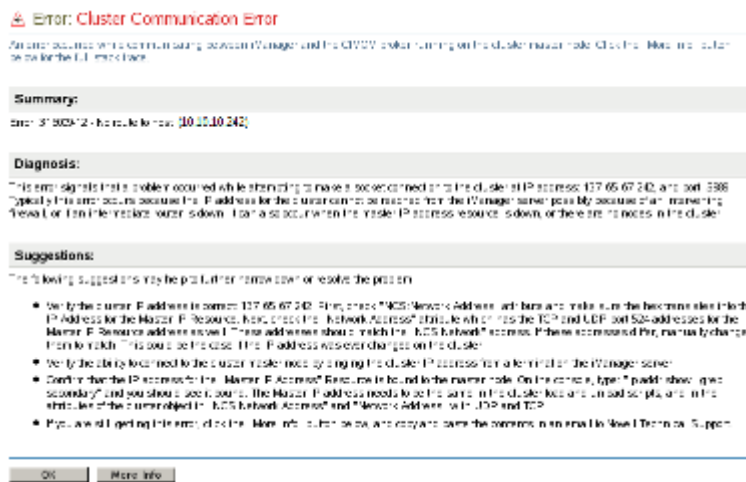 Error: Cluster Communication Error
An error occurred while communicating between iManager and the CIMOM broker running on the cluster master node. Click the More Info button
below for the full stack trace.
Summary:
No route to host (10.10.10.242)
Diagnosis:
This error signals that a problem occurred while attempting to make a socket connection to the cluster at IP address: 137.65.67.242, and port
Typically this error occurs because the IP address for the cluster cannot be reached from the iManager server possibly because of an intervening
firewall, or if an intermediate router is down. It can also occur when the master IP address resource is down, or there are no nodes in the cluster
Suggestions:
The following suggestions may help to further narrow down or resolve the problem
Verify the cluster IP address is correct: 137.65.67.242. First, check "NCS:Network Address" attribute and make sure the hex translates into th
IP Address for the Master IP Resource. Next, check the "Network Address" attribute which has the TCP and UDP port 524 addresses for the
Master IP Resource address as well. These addresses should match the "NCS Network" address. If these addresses differ, manually change
them to match. This could be the case if the IP address was ever changed on the cluster
Verify the ability to connect to the cluster master node by pinging the cluster IP address from a terminal on the iManager server
Confirm that the IP address for the "Master IP Address" Resource is bound to the master node. On the console, type: "ip addr show | grep
secondary" and you should see it bound. The Master IP address needs to be the same in the cluster load and unload scripts, and in the
attributes of the cluster object in "NCS Network Address" and "Network Address" with UDP and TCP
If you are still getting this error, click the "More Info" button below, and copy and paste the contents in an email to Novell Technical Support
OK
More Info